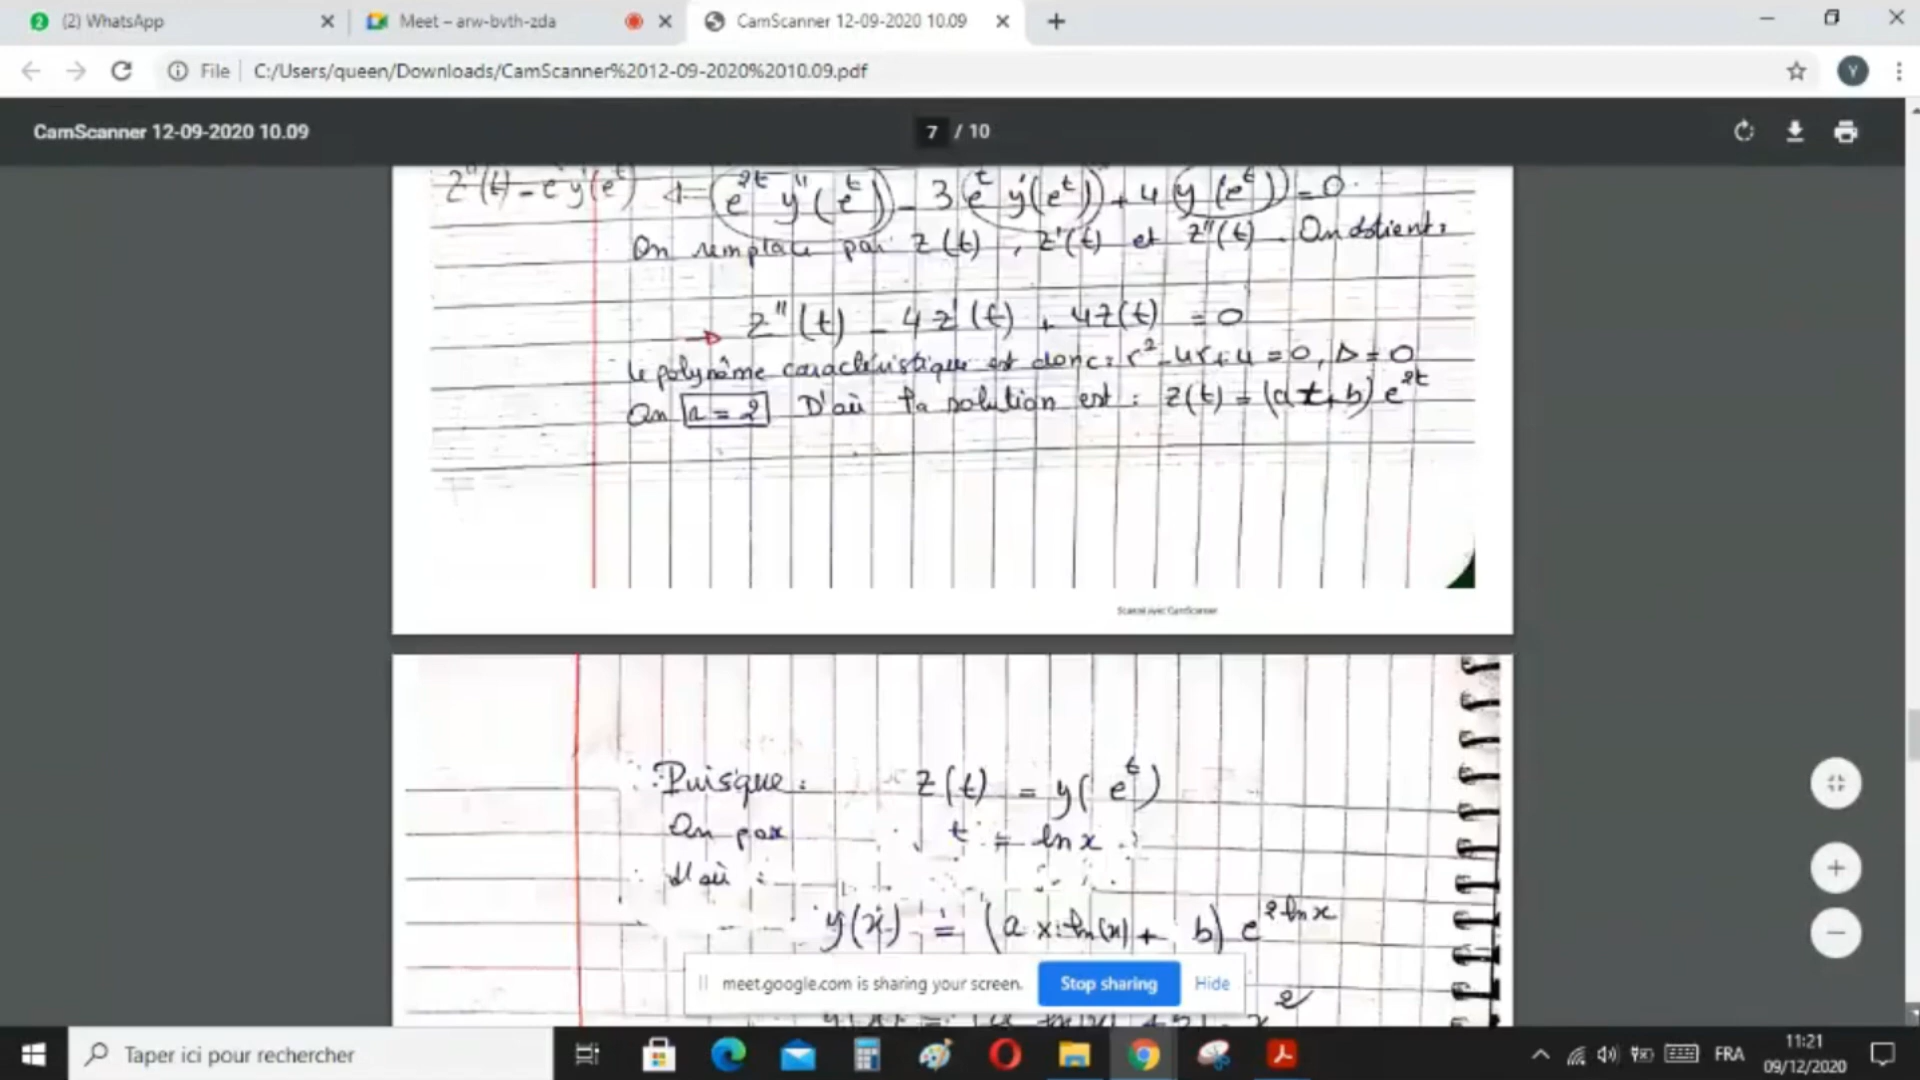 (2) WhatsApp
Meet – arw-bvth-zda
CamScanner 12-09-2020 10.09
File
C:/Users/queen/Downloads/CamScanner%2012-09-2020%2010.09.pdf
Y
CamScanner 12-09-2020 10.09
7 / 10
z''(t) - e^t y'(e^t) ← e^{2t} y''(e^t) - 3 e^t y'(e^t) + 4 y(e^t) = 0
On remplace par z(t), z'(t) et z''(t). On obtient:
→ z''(t) - 4z'(t) + 4z(t) = 0
le polynôme caractéristique est donc: r² - 4r + 4 = 0, Δ = 0
On r = 2 D'où la solution est: z(t) = (at + b) e^{2t}
Scanné avec CamScanner
Puisque: z(t) = y(e^t)
On pose t = ln x
d'où:
y(x) = (a x ln(x) + b) e^{2 ln x}
meet.google.com is sharing your screen.
Stop sharing
Hide
Taper ici pour rechercher
FRA
11:21
09/12/2020